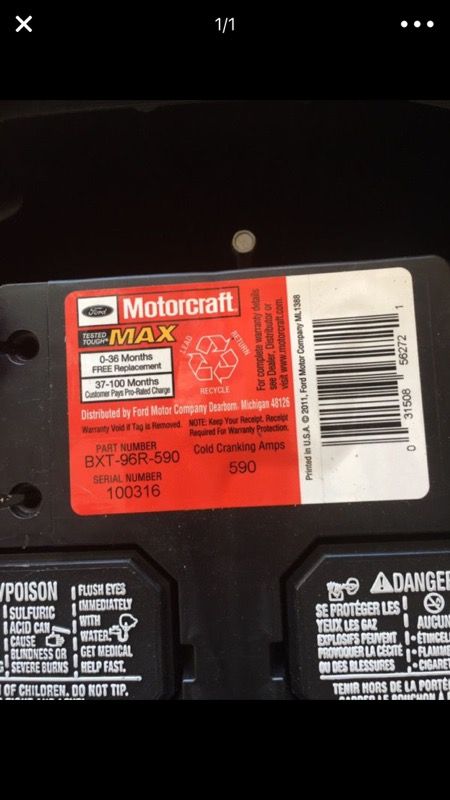 1/1
Ford
Motorcraft
TESTED
TOUGH
MAX
0-36 Months
FREE Replacement
37-100 Months
Customer Pays Pro-Rated Charge
LEAD
RETURN
RECYCLE
For complete warranty details
see Dealer, Distributor or
visit www.motorcraft.com.
Distributed by Ford Motor Company Dearborn, Michigan 48126
Warranty Void if Tag is Removed.
NOTE: Keep Your Receipt. Receipt
Required For Warranty Protection.
PART NUMBER
BXT-96R-590
Cold Cranking Amps
590
SERIAL NUMBER
100316
Printed in U.S.A. © 2011, Ford Motor Company ML1388
0 31508 56272 1
POISON
SULFURIC
ACID CAN
CAUSE
BLINDNESS OR
SEVERE BURNS
FLUSH EYES
IMMEDIATELY
WITH
WATER.
GET MEDICAL
HELP FAST.
OF CHILDREN. DO NOT TIP.
DANGER
SE PROTÉGER LES
YEUX LES GAZ
EXPLOSIFS PEUVENT
PROVOQUER LA CÉCITÉ
OU DES BLESSURES
AUCUN
FLAMME
TENIR HORS DE LA